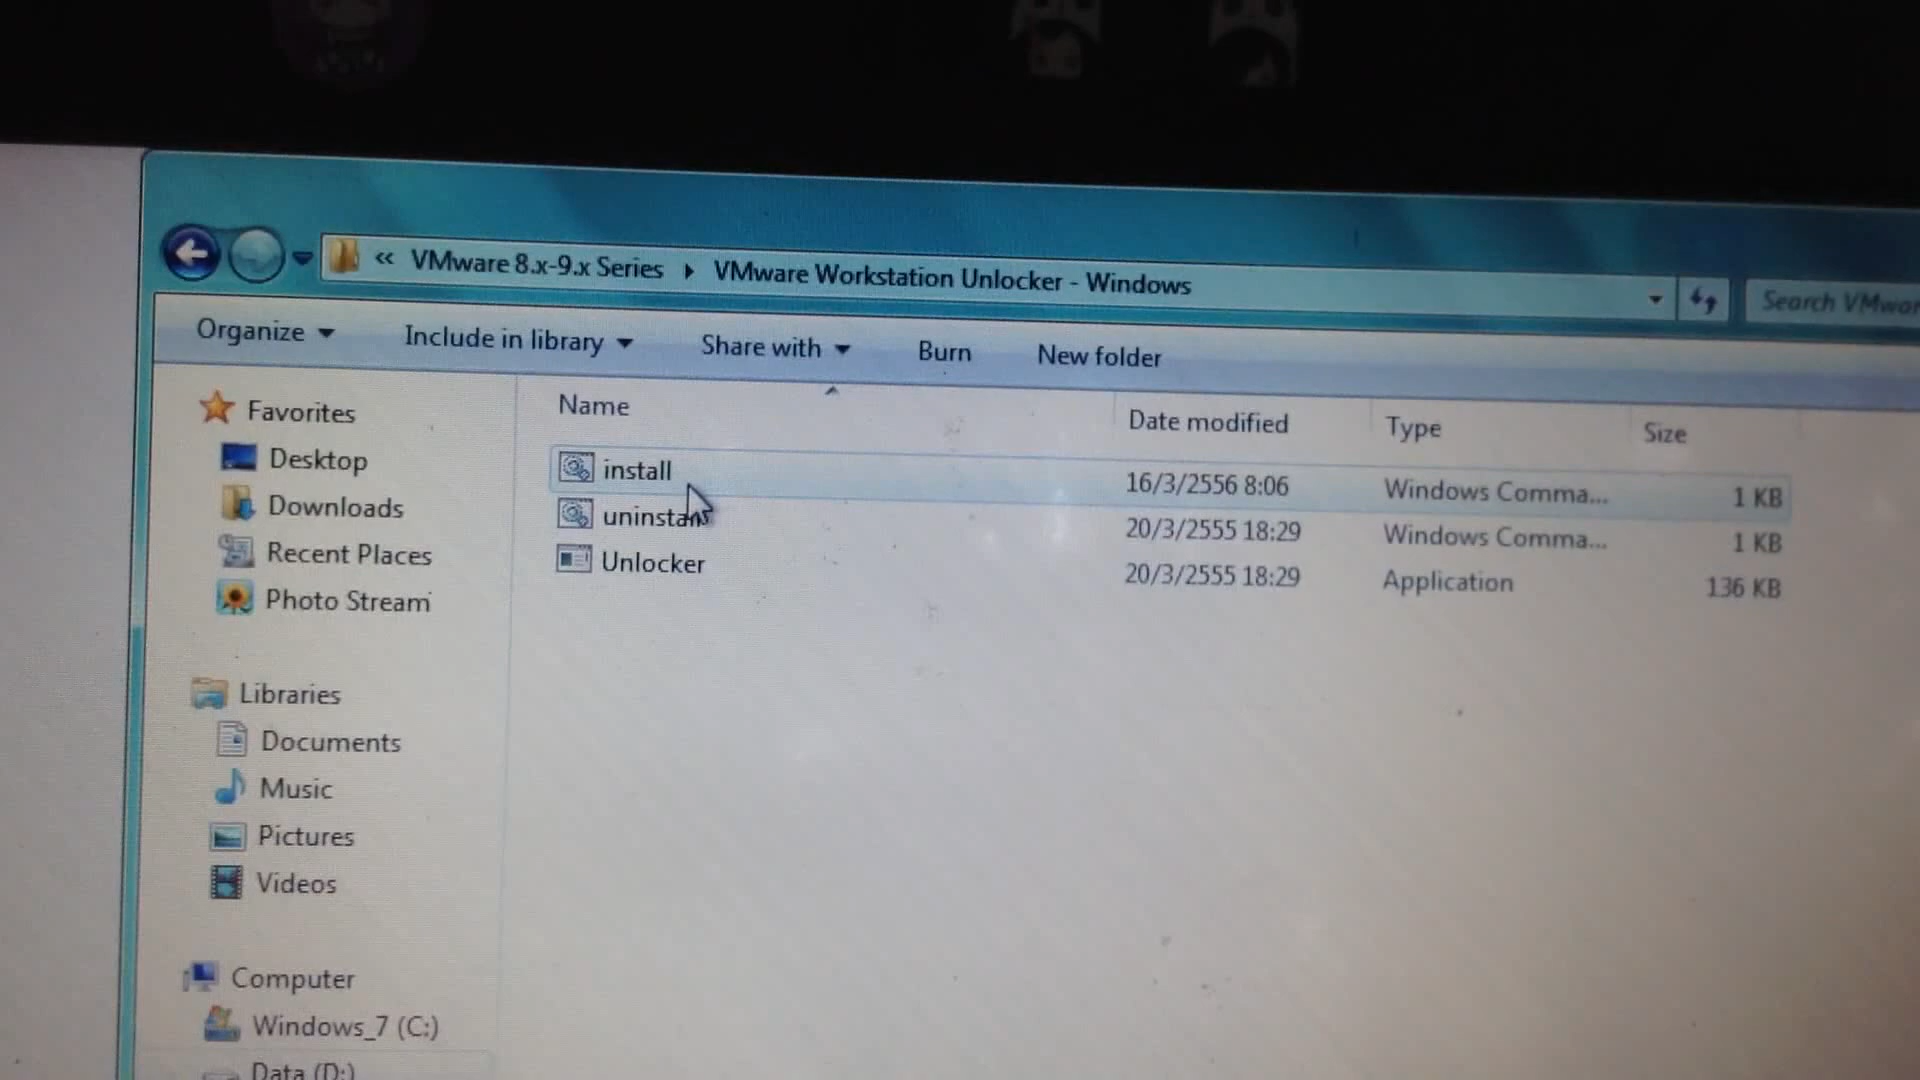 « VMware 8.x-9.x Series ▸ VMware Workstation Unlocker - Windows
Search VMwar
Organize
Include in library
Share with
Burn
New folder
Name
Date modified
Type
Size
install
16/3/2556 8:06
Windows Comma...
1 KB
20/3/2555 18:29
Windows Comma...
1 KB
Unlocker
20/3/2555 18:29
Application
136 KB
Favorites
Desktop
Downloads
Recent Places
Photo Stream
Libraries
Documents
Music
Pictures
Videos
Computer
Windows_7 (C:)
Data (D:)